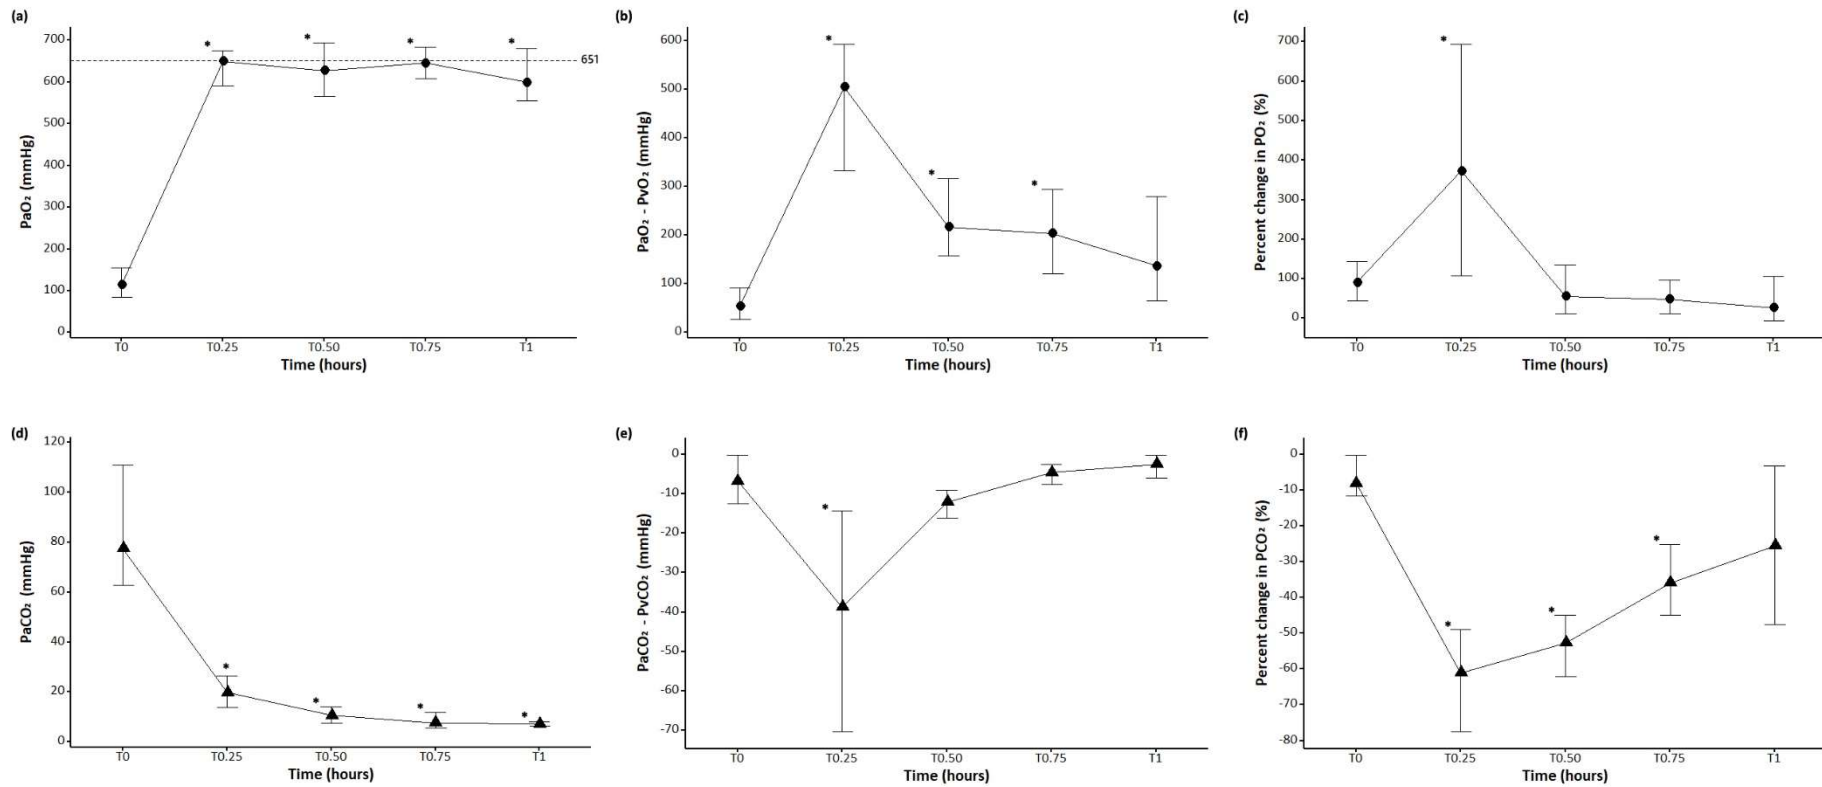 (a)
PaO₂ (mmHg)
700
600
500
400
300
200
100
0
* * * *
651
T0 T0.25 T0.50 T0.75 T1
Time (hours)
(b)
PaO₂ - PvO₂ (mmHg)
600
500
400
300
200
100
0
* * *
T0 T0.25 T0.50 T0.75 T1
Time (hours)
(c)
Percent change in PO₂ (%)
700
600
500
400
300
200
100
0
*
T0 T0.25 T0.50 T0.75 T1
Time (hours)
(d)
PaCO₂ (mmHg)
120
100
80
60
40
20
0
* * * *
T0 T0.25 T0.50 T0.75 T1
Time (hours)
(e)
PaCO₂ - PvCO₂ (mmHg)
0
-10
-20
-30
-40
-50
-60
-70
*
T0 T0.25 T0.50 T0.75 T1
Time (hours)
(f)
Percent change in PCO₂ (%)
0
-10
-20
-30
-40
-50
-60
-70
-80
* * *
T0 T0.25 T0.50 T0.75 T1
Time (hours)